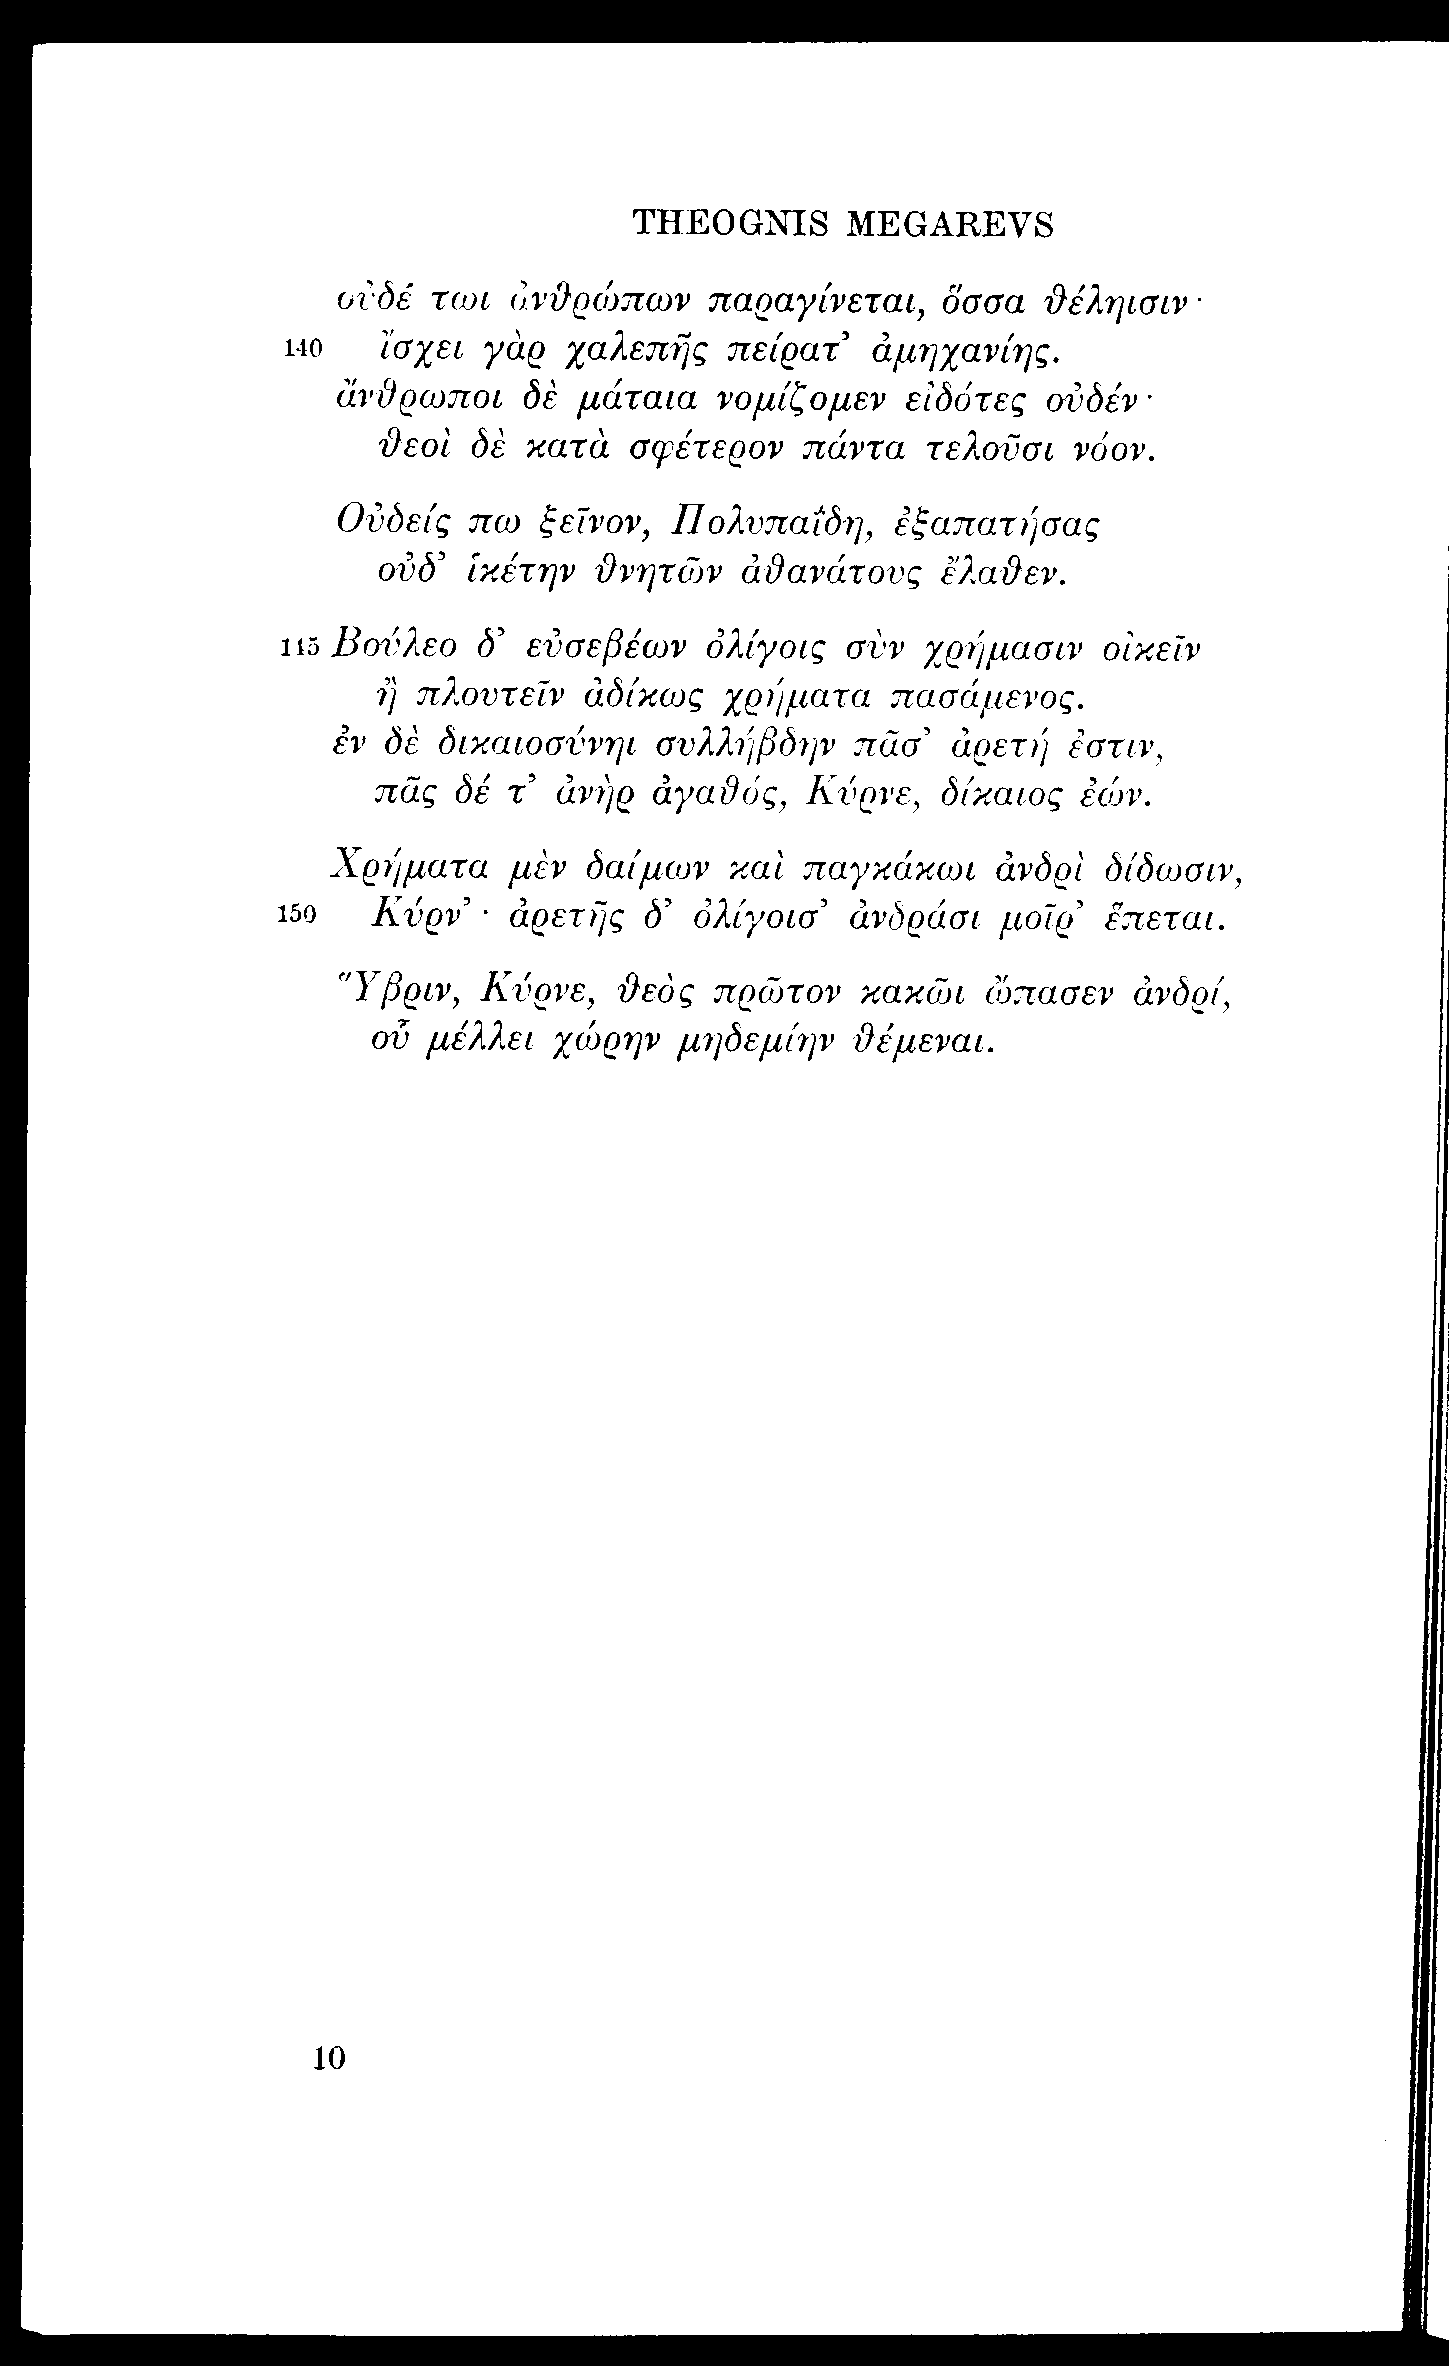 THEOGNIS MEGAREVS
οὐδέ τωι ἀνθρώπων παραγίνεται, ὅσσα θέληισιν·
140 ἴσχει γὰρ χαλεπῆς πείρατ’ ἀμηχανίης.
ἄνθρωποι δὲ μάταια νομίζομεν εἰδότες οὐδέν·
θεοὶ δὲ κατὰ σφέτερον πάντα τελοῦσι νόον.
Οὐδείς πω ξεῖνον, Πολυπαΐδη, ἐξαπατήσας
οὐδ’ ἱκέτην θνητῶν ἀθανάτους ἔλαθεν.
145 Βούλεο δ’ εὐσεβέων ὀλίγοις σὺν χρήμασιν οἰκεῖν
ἢ πλουτεῖν ἀδίκως χρήματα πασάμενος.
ἐν δὲ δικαιοσύνηι συλλήβδην πᾶσ’ ἀρετή ἐστιν,
πᾶς δέ τ’ ἀνὴρ ἀγαθός, Κύρνε, δίκαιος ἐών.
Χρήματα μὲν δαίμων καὶ παγκάκωι ἀνδρὶ δίδωσιν,
150 Κύρν’· ἀρετῆς δ’ ὀλίγοισ’ ἀνδράσι μοῖρ’ ἕπεται.
Ὕβριν, Κύρνε, θεὸς πρῶτον κακῶι ὤπασεν ἀνδρί,
οὗ μέλλει χώρην μηδεμίην θέμεναι.
10